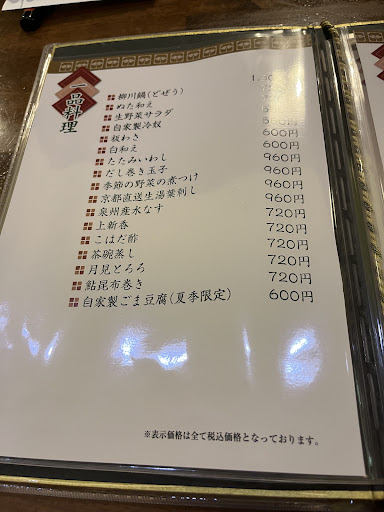 一品料理
柳川鍋(どぜう)
ぬた和え
生野菜サラダ
自家製冷奴
板わさ
白和え 600円
たたみいわし 600円
だし巻き玉子 960円
季節の野菜の煮つけ 960円
京都直送生湯葉刺し 960円
泉州産水なす 960円
上新香 720円
こはだ酢 720円
茶碗蒸し 720円
月見とろろ 720円
鮎昆布巻き 720円
自家製ごま豆腐(夏季限定) 600円
※表示価格は全て税込価格となっております。